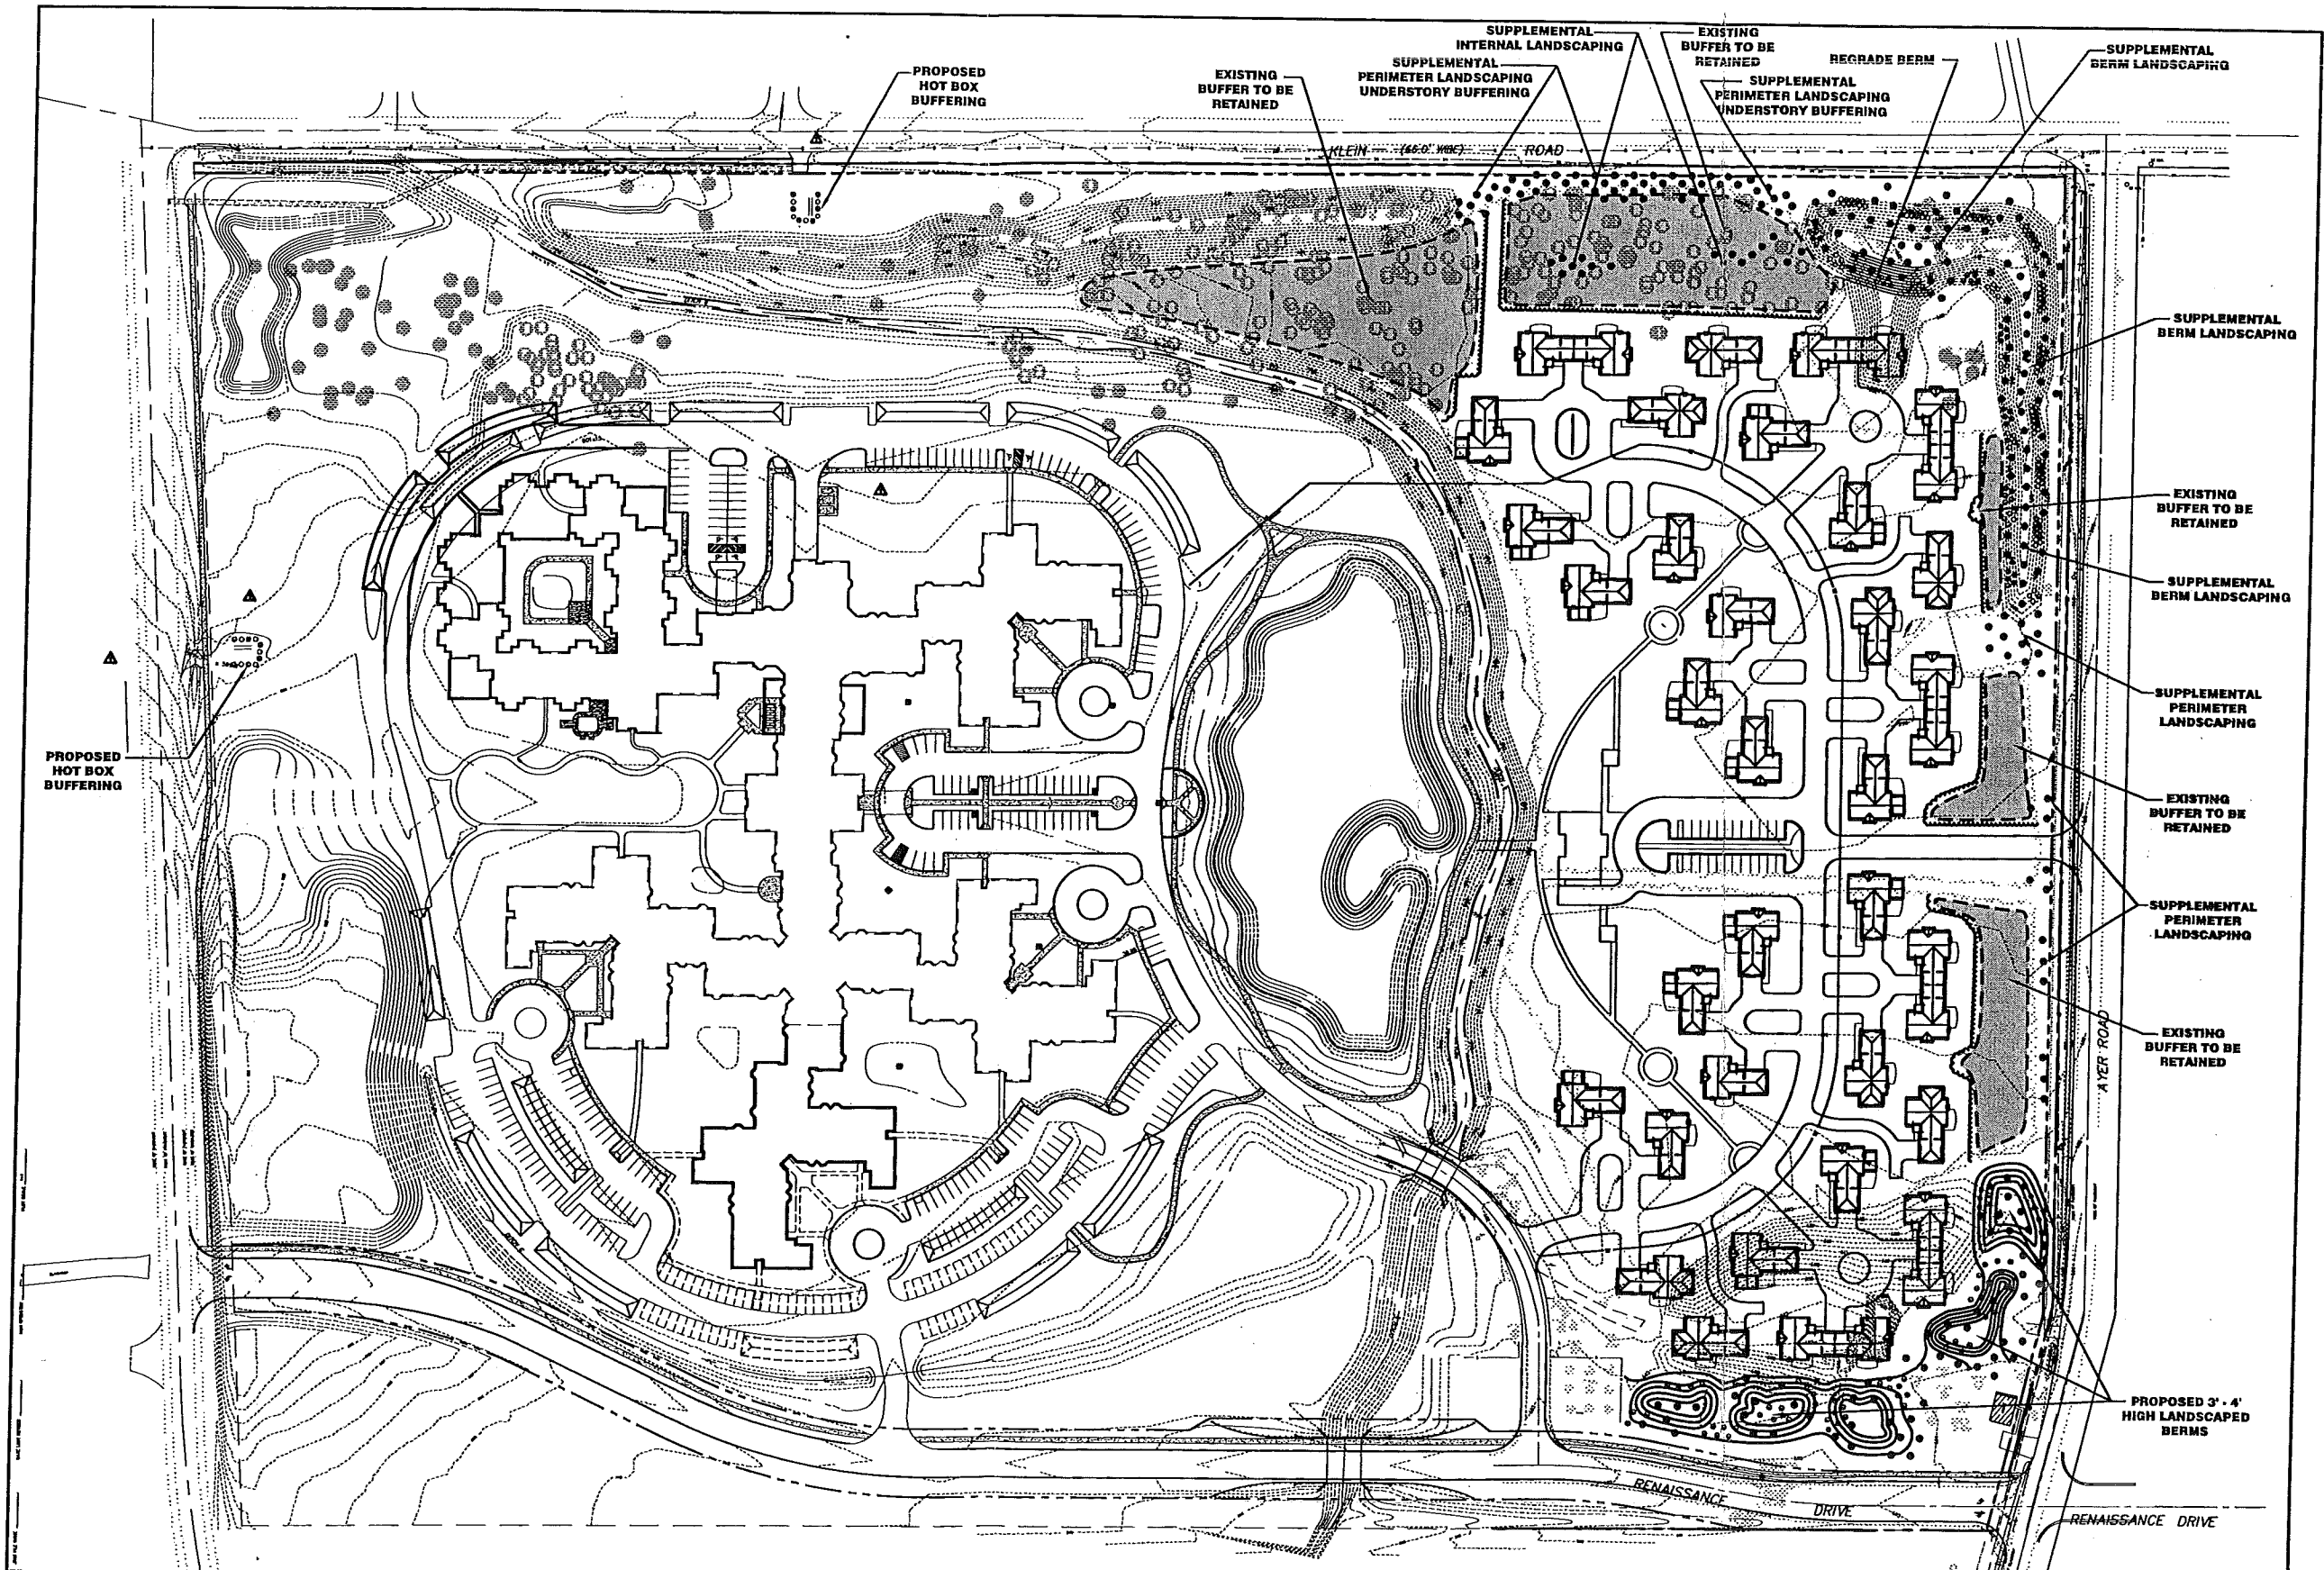 SUPPLEMENTAL
INTERNAL LANDSCAPING
EXISTING
BUFFER TO BE
RETAINED
SUPPLEMENTAL
BERM LANDSCAPING
REGRADE BERM
PROPOSED
HOT BOX
BUFFERING
EXISTING
BUFFER TO BE
RETAINED
SUPPLEMENTAL
PERIMETER LANDSCAPING
UNDERSTORY BUFFERING
SUPPLEMENTAL
PERIMETER LANDSCAPING
UNDERSTORY BUFFERING
KLEIN (66.0' WIDE) ROAD
SUPPLEMENTAL
BERM LANDSCAPING
EXISTING
BUFFER TO BE
RETAINED
SUPPLEMENTAL
BERM LANDSCAPING
SUPPLEMENTAL
PERIMETER
LANDSCAPING
PROPOSED
HOT BOX
BUFFERING
EXISTING
BUFFER TO BE
RETAINED
SUPPLEMENTAL
PERIMETER
LANDSCAPING
EXISTING
BUFFER TO BE
RETAINED
AYER ROAD
PROPOSED 3' - 4'
HIGH LANDSCAPED
BERMS
RENAISSANCE DRIVE
RENAISSANCE DRIVE